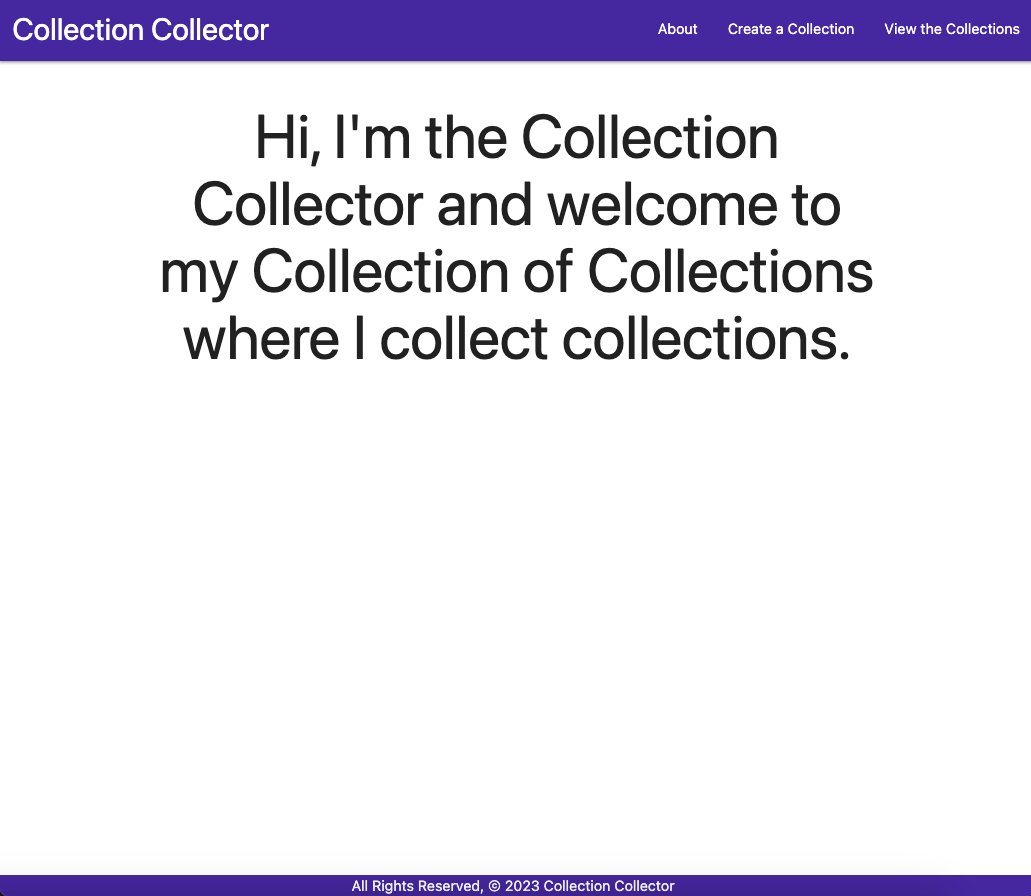 Collection Collector
About
Create a Collection
View the Collections
Hi, I'm the Collection
Collector and welcome to
my Collection of Collections
where I collect collections.
All Rights Reserved, © 2023 Collection Collector